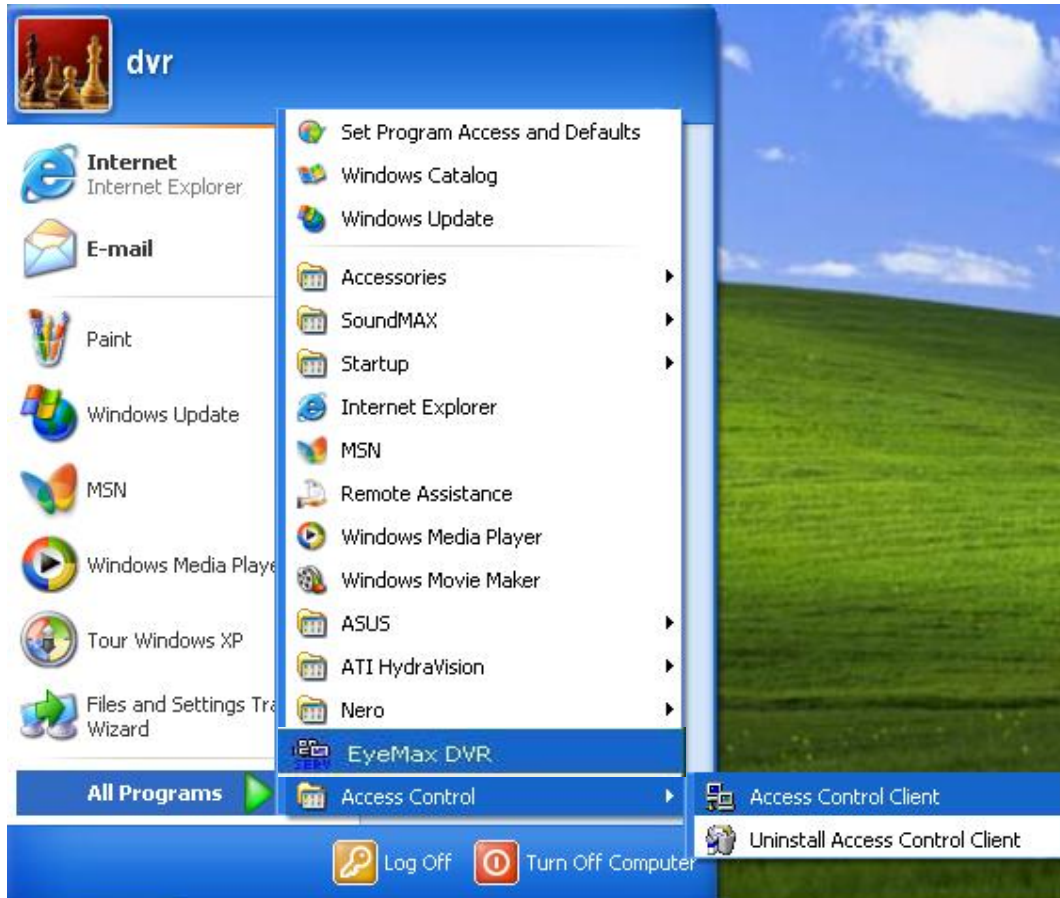 dvr
Internet
Internet Explorer
E-mail
Paint
Windows Update
MSN
Windows Media Playe
Tour Windows XP
Files and Settings Tra
Wizard
All Programs
Set Program Access and Defaults
Windows Catalog
Windows Update
Accessories
SoundMAX
Startup
Internet Explorer
MSN
Remote Assistance
Windows Media Player
Windows Movie Maker
ASUS
ATI HydraVision
Nero
SERV
EyeMax DVR
Access Control
Access Control Client
Uninstall Access Control Client
Log Off
Turn Off Computer